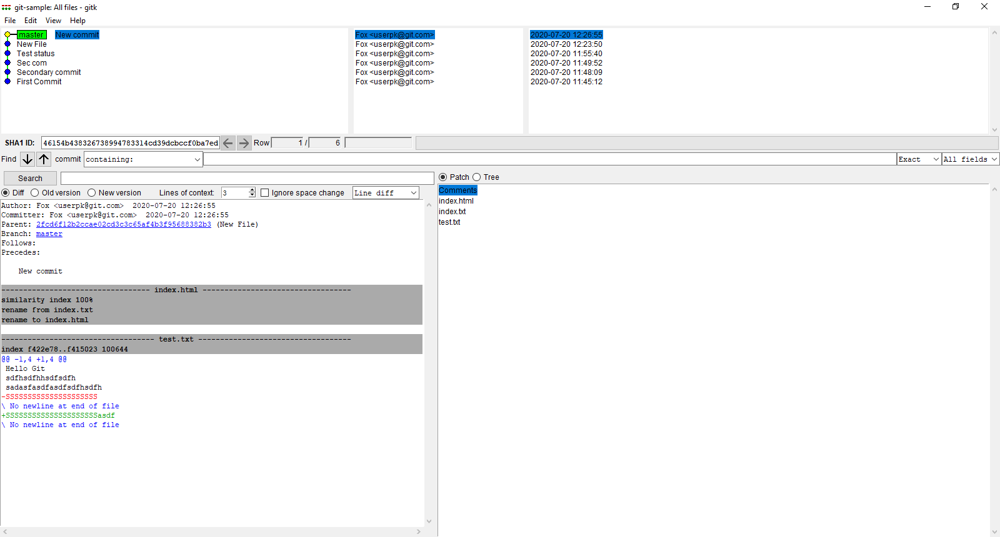 git-sample: All files - gitk
File Edit View Help
master New commit Fox <userpk@git.com> 2020-07-20 12:26:55
New File Fox <userpk@git.com> 2020-07-20 12:23:50
Test status Fox <userpk@git.com> 2020-07-20 11:55:40
Sec com Fox <userpk@git.com> 2020-07-20 11:49:52
Secondary commit Fox <userpk@git.com> 2020-07-20 11:48:09
First Commit Fox <userpk@git.com> 2020-07-20 11:45:12
SHA1 ID: 46154b438326738994783314cd39dcbccf0ba7ed Row 1 / 6
Find commit containing: Exact All fields
Search
Patch Tree
Diff Old version New version Lines of context: 3 Ignore space change Line diff
Comments
index.html
index.txt
test.txt
Author: Fox <userpk@git.com> 2020-07-20 12:26:55
Committer: Fox <userpk@git.com> 2020-07-20 12:26:55
Parent: 2fcd6f12b2ccae02cd3c3c65af4b3f95688382b3 (New File)
Branch: master
Follows:
Precedes:
New commit
---------------------------------- index.html ----------------------------------
similarity index 100%
rename from index.txt
rename to index.html
----------------------------------- test.txt -----------------------------------
index f422e78..f415023 100644
@@ -1,4 +1,4 @@
Hello Git
sdfhsdfhhsdfsdfh
sadasfasdfasdfsdfhsdfh
-SSSSSSSSSSSSSSSSSSSSS
\ No newline at end of file
+SSSSSSSSSSSSSSSSSSSSSasdf
\ No newline at end of file